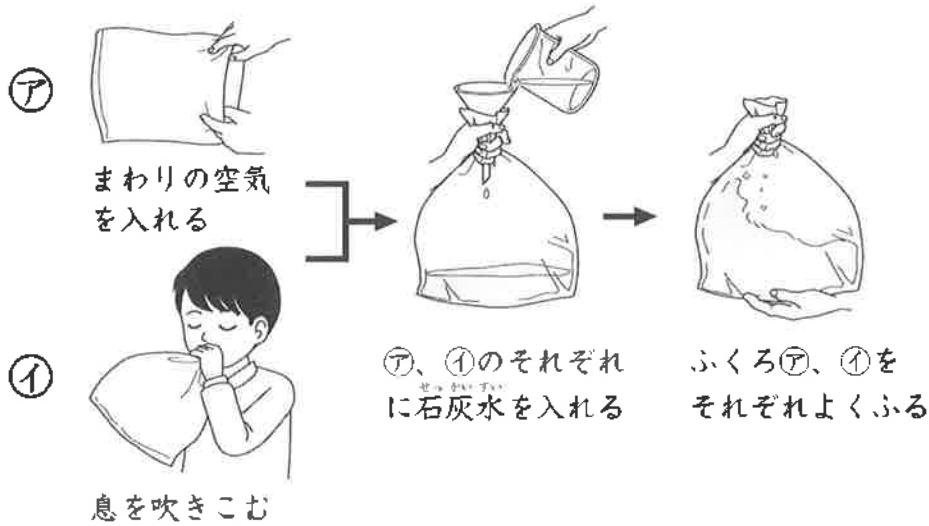 ㋐
まわりの空気
を入れる
㋑
息を吹きこむ
㋐、㋑のそれぞれ
に石灰水を入れる
せっかいすい
ふくろ㋐、㋑を
それぞれよくふる